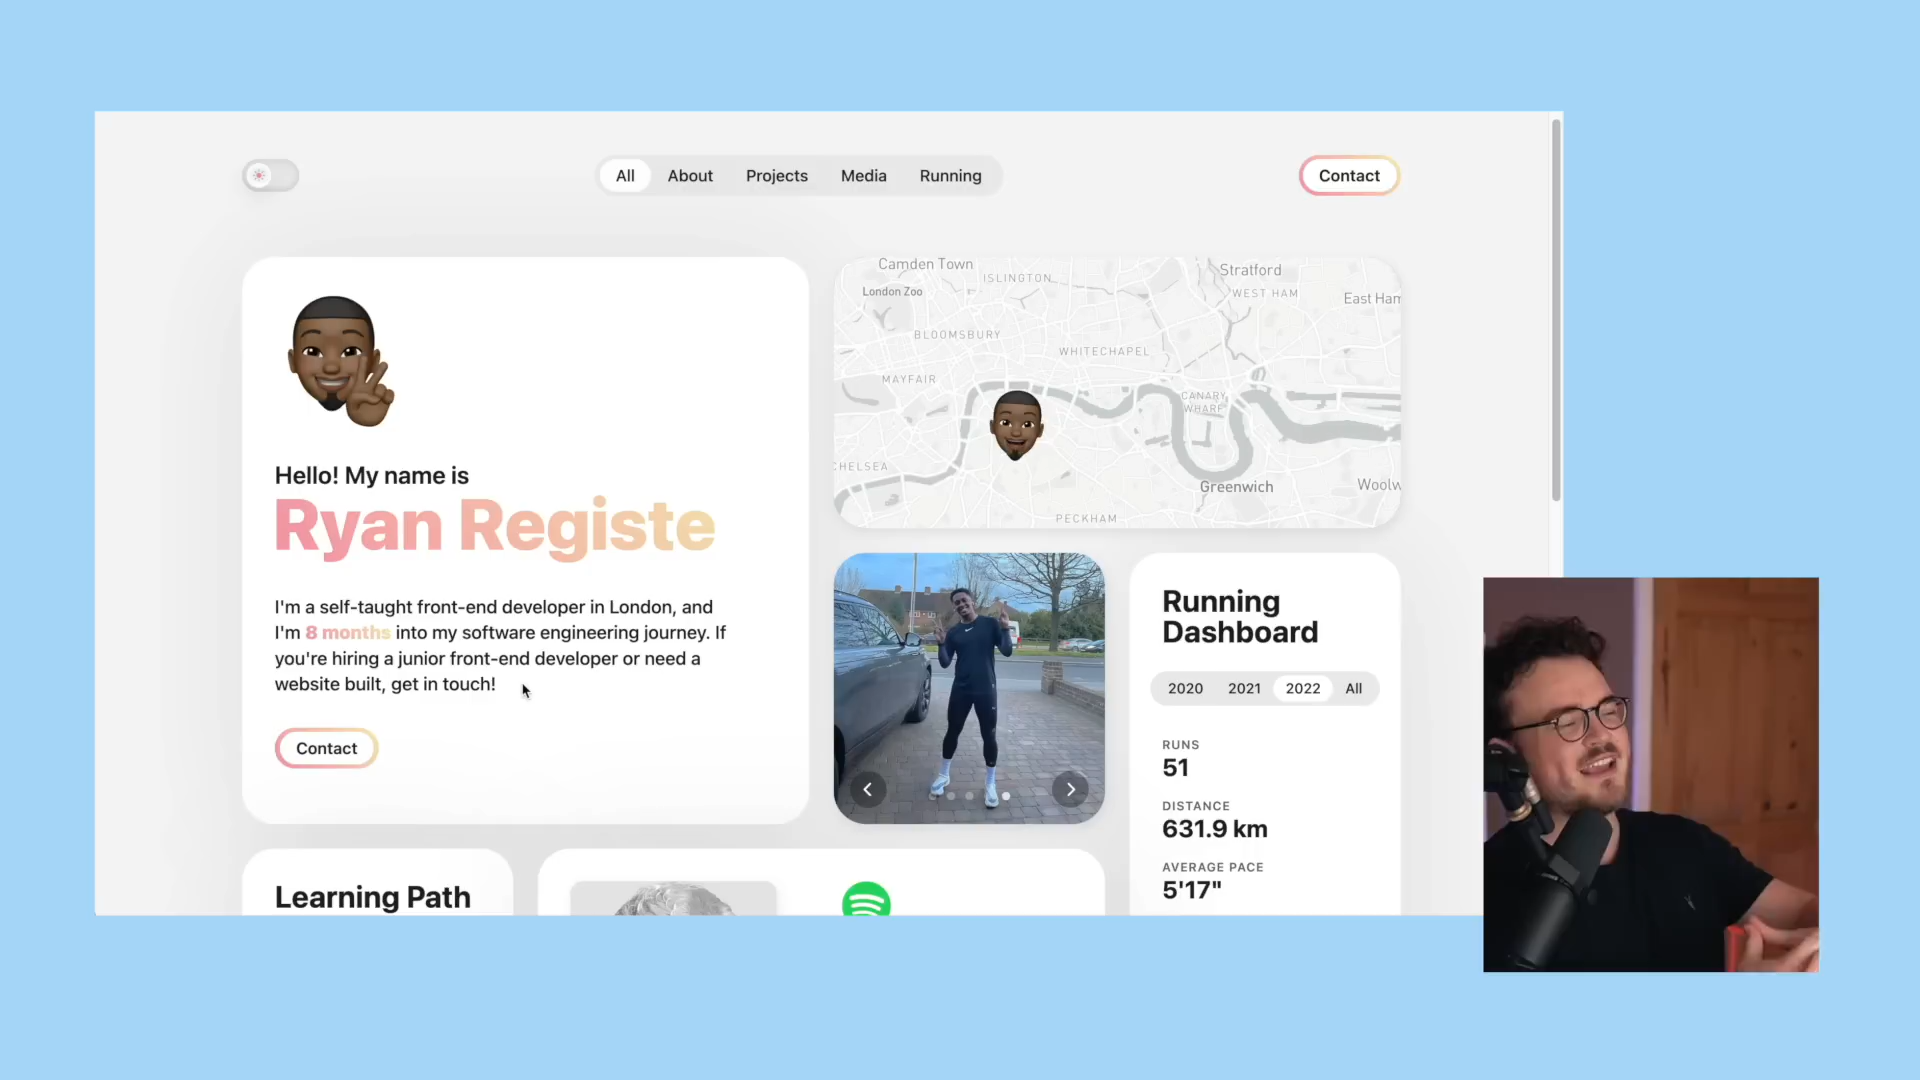 All
About
Projects
Media
Running
Contact
Hello! My name is
Ryan Registe
I'm a self-taught front-end developer in London, and
I'm 8 months into my software engineering journey. If
you're hiring a junior front-end developer or need a
website built, get in touch!
Contact
Camden Town
ISLINGTON
Stratford
London Zoo
WEST HAM
East Ham
BLOOMSBURY
WHITECHAPEL
MAYFAIR
CANARY
WHARF
CHELSEA
Greenwich
Woolw
PECKHAM
Running
Dashboard
2020
2021
2022
All
RUNS
51
DISTANCE
631.9 km
AVERAGE PACE
5'17"
Learning Path